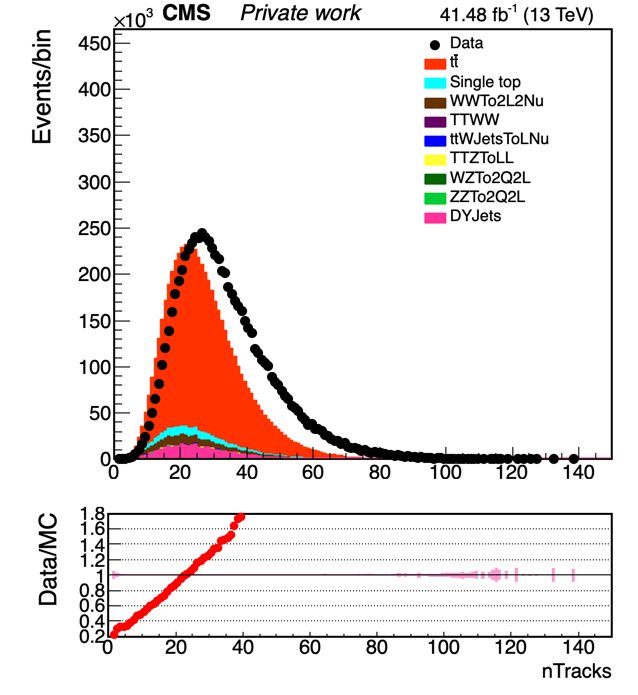 ×10³ CMS Private work 41.48 fb⁻¹ (13 TeV)
Events/bin
450
400
350
300
250
200
150
100
50
0
Data
tt̄
Single top
WWTo2L2Nu
TTWW
ttWJetsToLNu
TTZToLL
WZTo2Q2L
ZZTo2Q2L
DYJets
0 20 40 60 80 100 120 140
Data/MC
1.8
1.6
1.4
1.2
1
0.8
0.6
0.4
0.2
0 20 40 60 80 100 120 140
nTracks